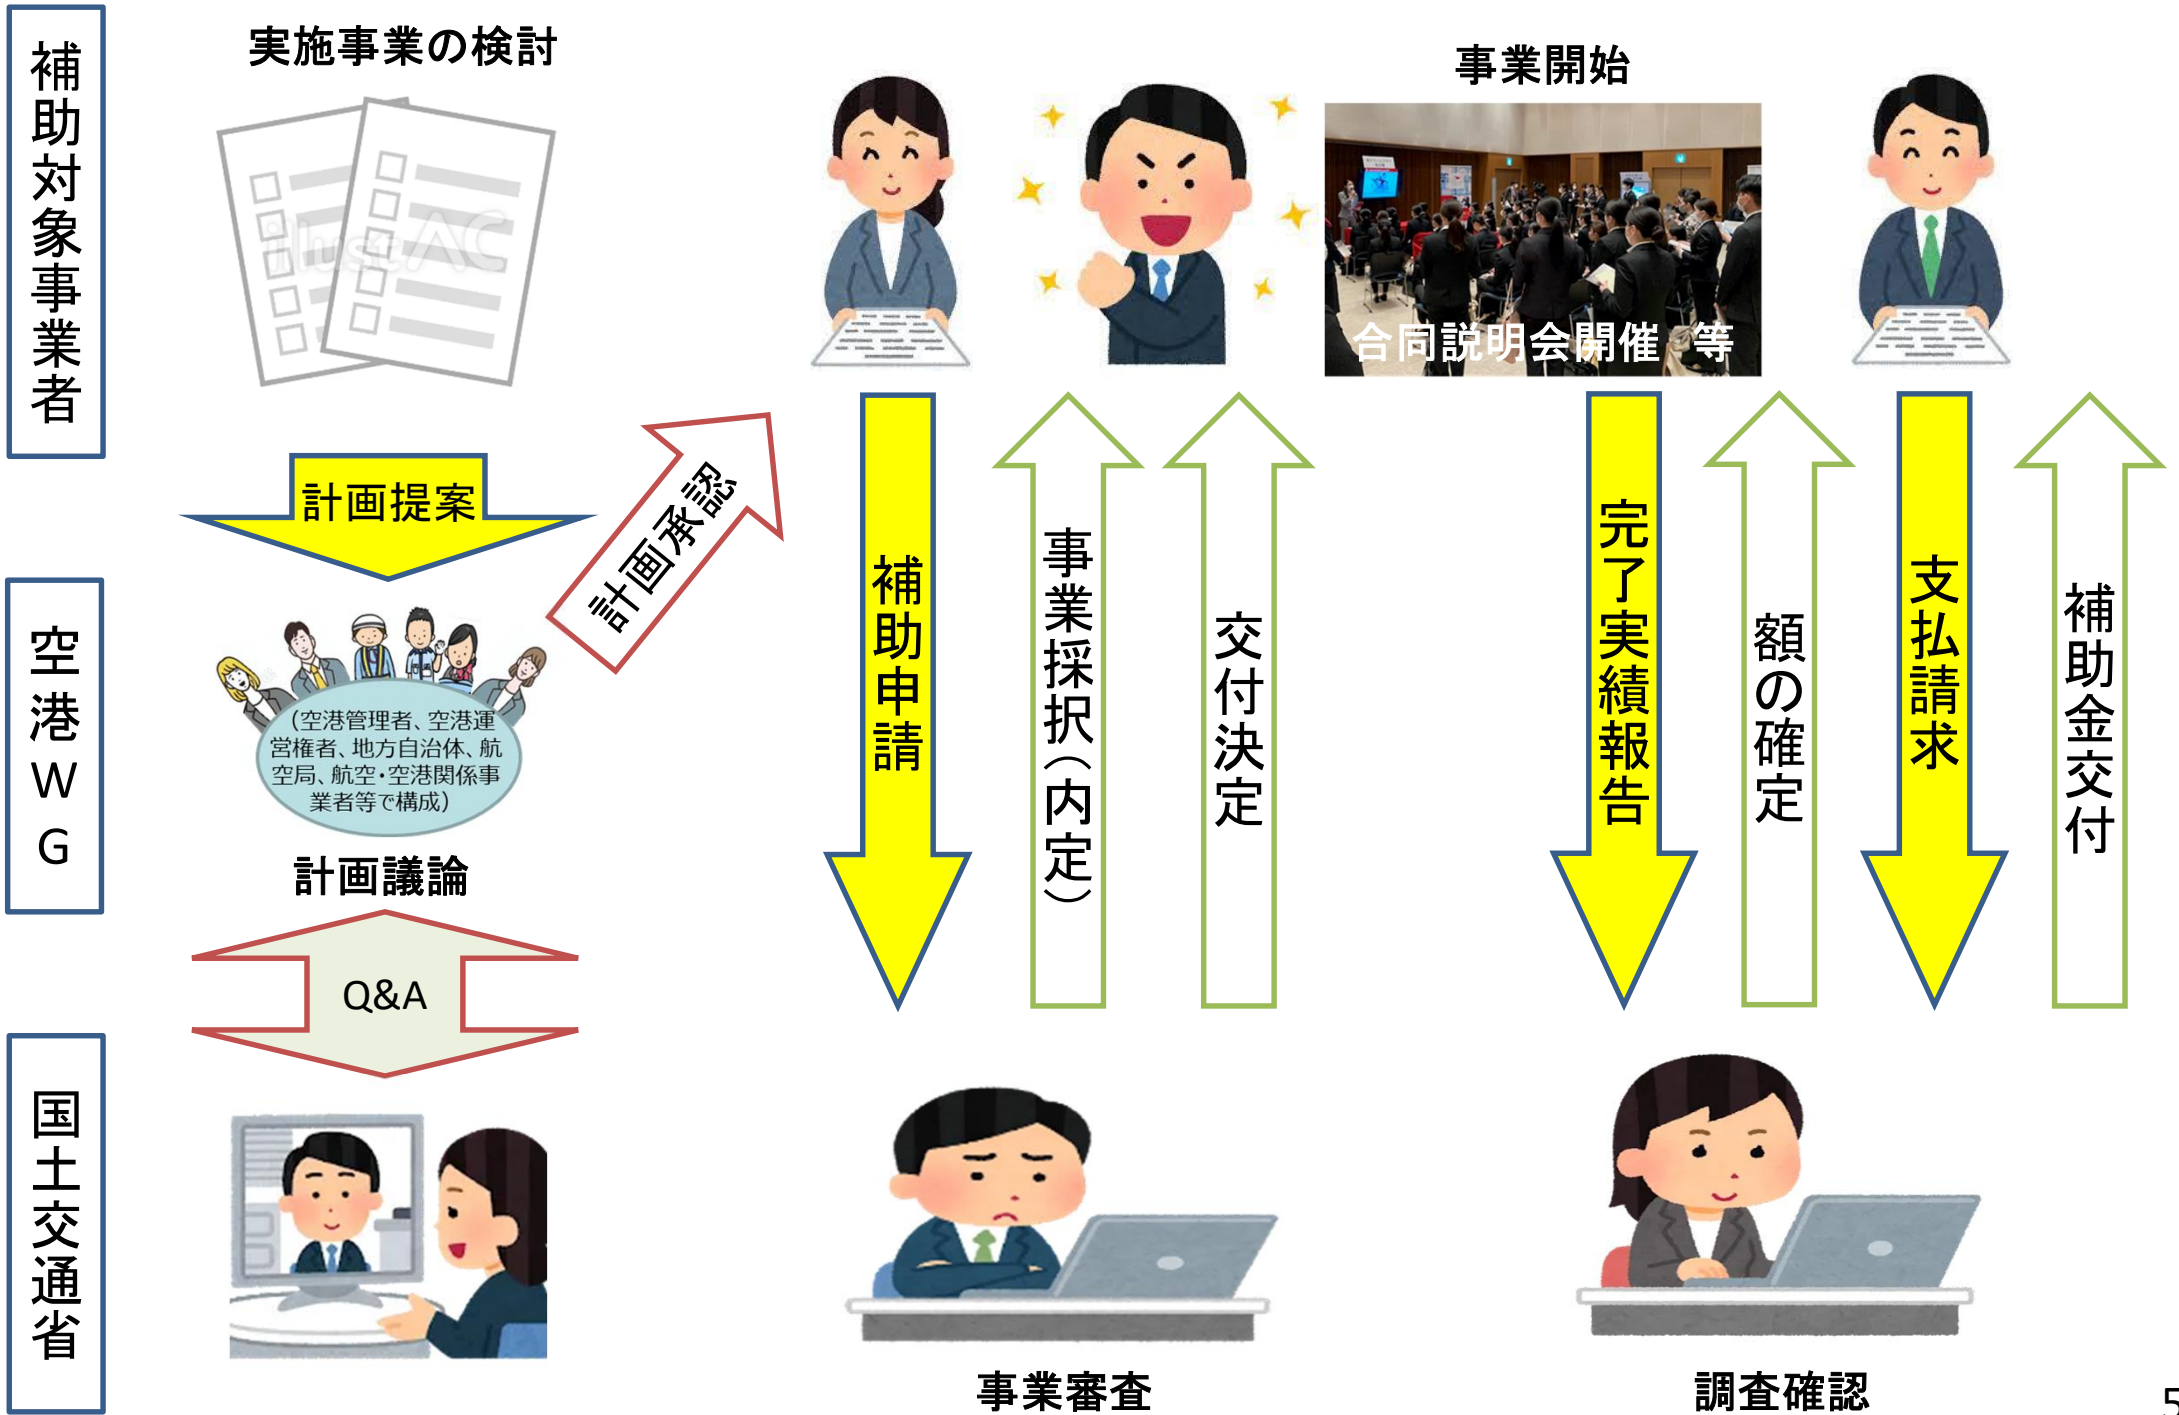 補助対象事業者
実施事業の検討
illust AC
計画提案
計画承認
空港WG
(空港管理者、空港運
営権者、地方自治体、航
空局、航空・空港関係事
業者等で構成)
計画議論
Q&A
国土交通省
補助申請
事業採択(内定)
交付決定
事業審査
事業開始
合同説明会開催　等
完了実績報告
額の確定
支払請求
補助金交付
調査確認
5